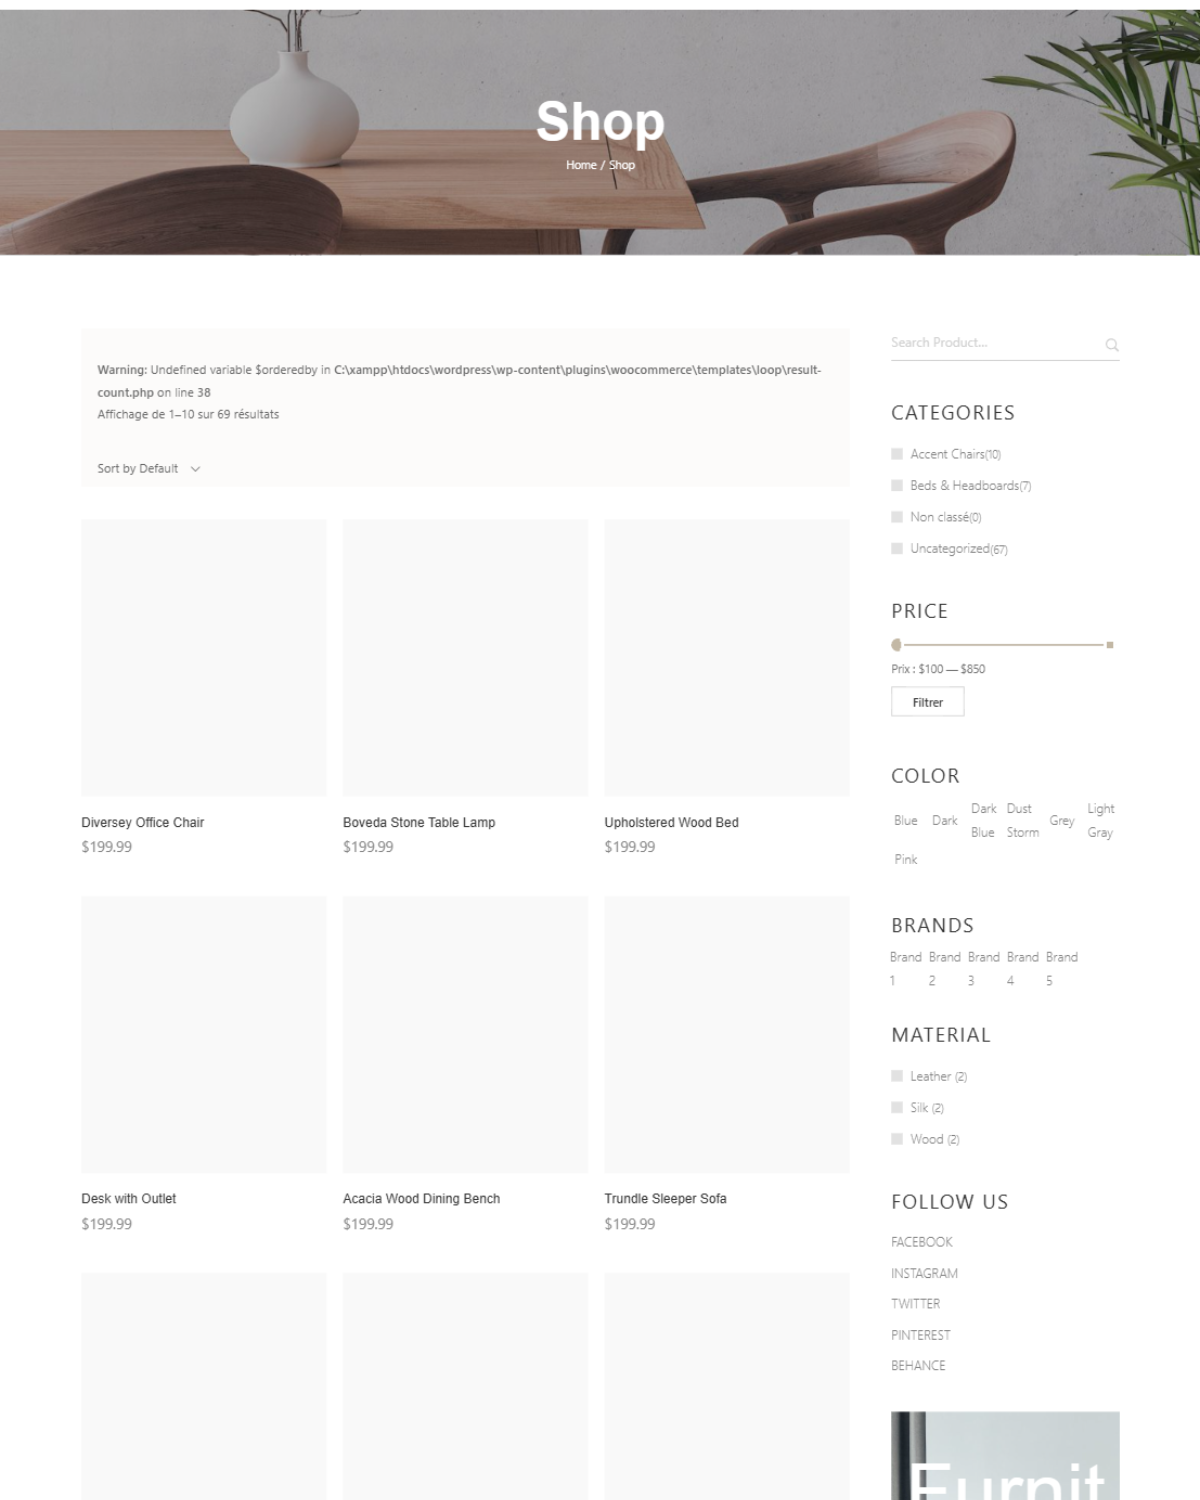 Shop
Home / Shop
Warning: Undefined variable $orderedby in C:\xampp\htdocs\wordpress\wp-content\plugins\woocommerce\templates\loop\result-
count.php on line 38
Affichage de 1–10 sur 69 résultats
Sort by Default
Diversey Office Chair
$199.99
Boveda Stone Table Lamp
$199.99
Upholstered Wood Bed
$199.99
Desk with Outlet
$199.99
Acacia Wood Dining Bench
$199.99
Trundle Sleeper Sofa
$199.99
Search Product...
CATEGORIES
Accent Chairs(10)
Beds & Headboards(7)
Non classé(0)
Uncategorized(67)
PRICE
Prix : $100 — $850
Filtrer
COLOR
Blue
Dark
Dark
Blue
Dust
Storm
Grey
Light
Gray
Pink
BRANDS
Brand
1
Brand
2
Brand
3
Brand
4
Brand
5
MATERIAL
Leather (2)
Silk (2)
Wood (2)
FOLLOW US
FACEBOOK
INSTAGRAM
TWITTER
PINTEREST
BEHANCE
Furnit